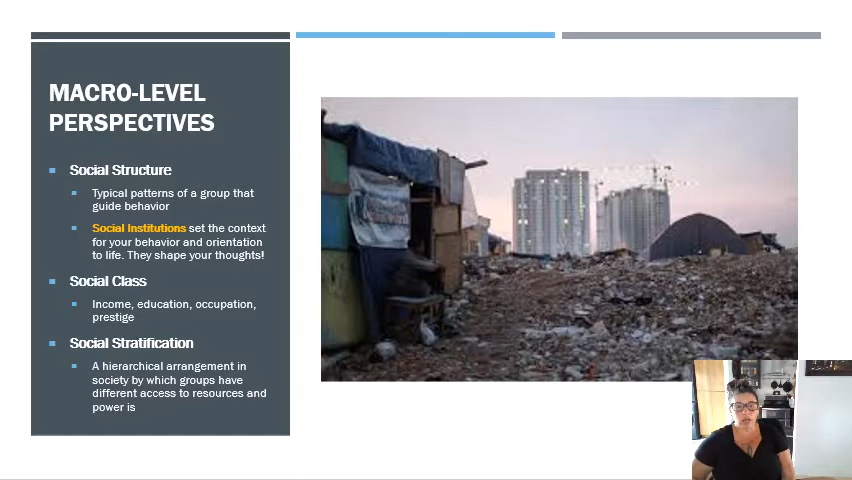 MACRO-LEVEL
PERSPECTIVES
Social Structure
Typical patterns of a group that
guide behavior
Social Institutions set the context
for your behavior and orientation
to life. They shape your thoughts!
Social Class
Income, education, occupation,
prestige
Social Stratification
A hierarchical arrangement in
society by which groups have
different access to resources and
power is